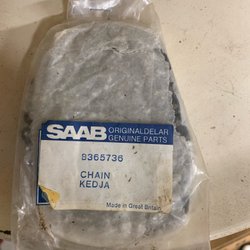 SAAB
ORIGINALDELAR
GENUINE PARTS
9365736
CHAIN
KEDJA
Made in Great Britain